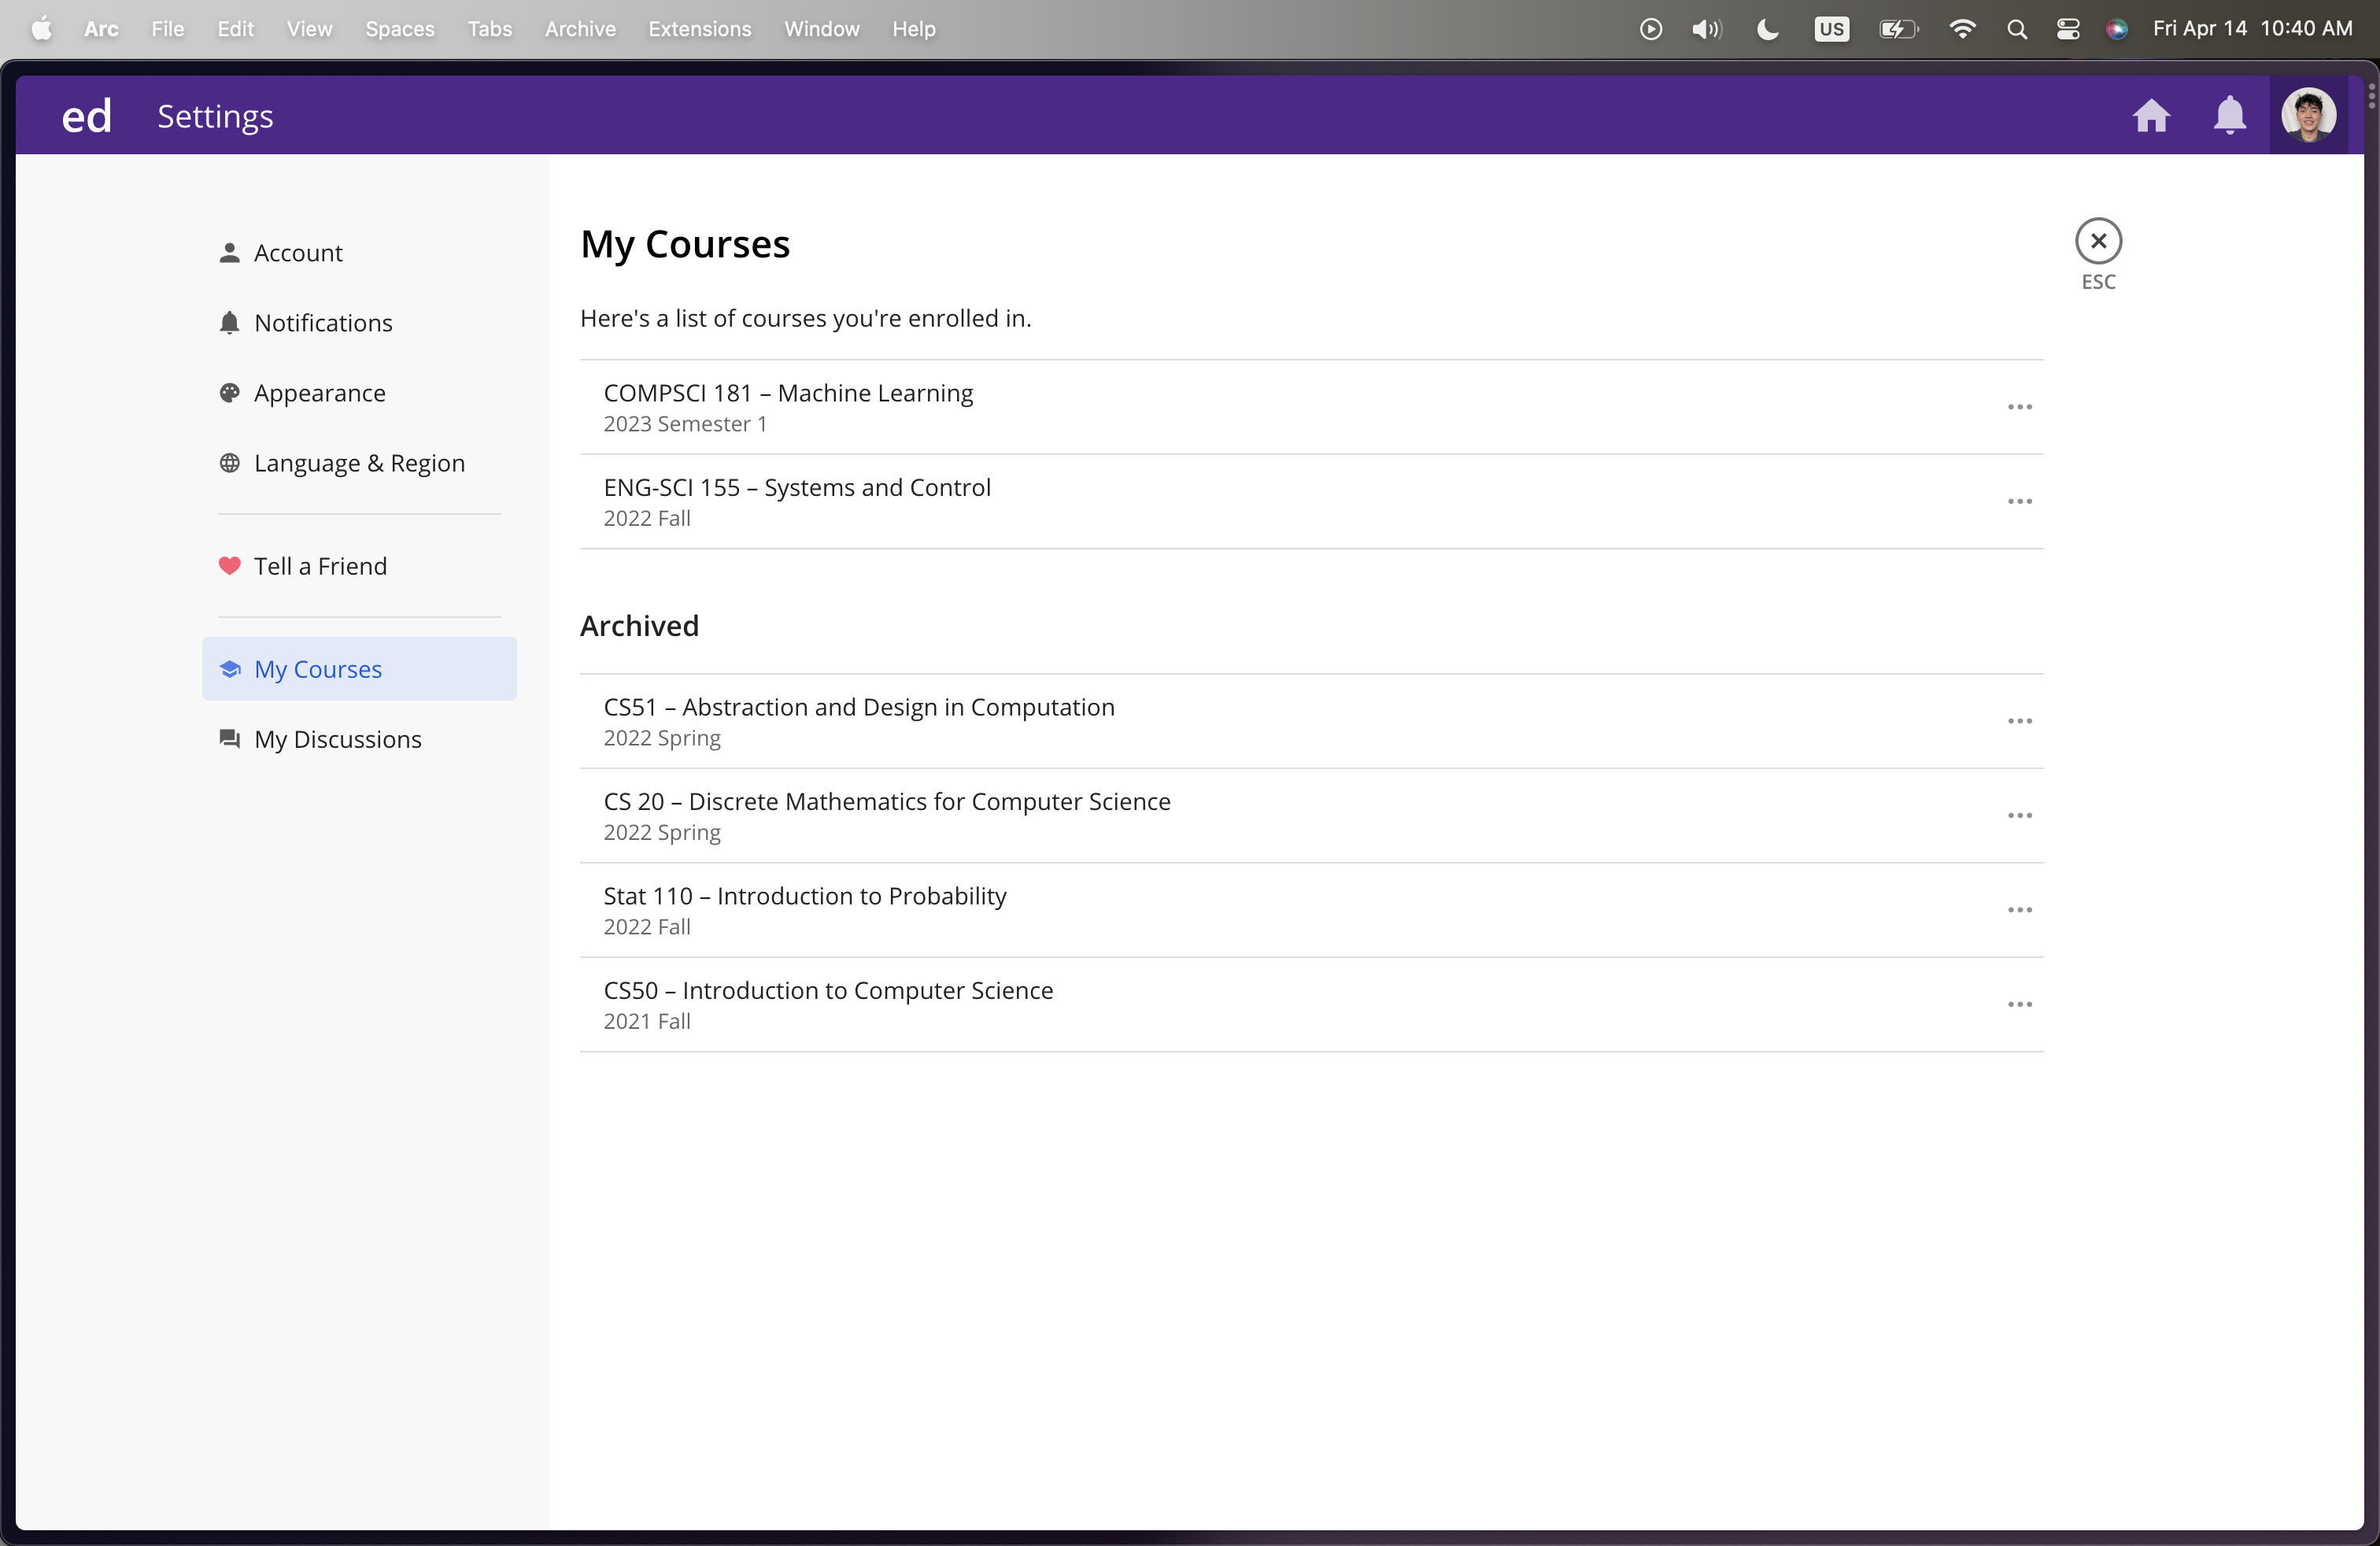 Arc File Edit View Spaces Tabs Archive Extensions Window Help US Fri Apr 14 10:40 AM
ed Settings
Account
Notifications
Appearance
Language & Region
Tell a Friend
My Courses
My Discussions
My Courses
ESC
Here's a list of courses you're enrolled in.
COMPSCI 181 – Machine Learning
2023 Semester 1
ENG-SCI 155 – Systems and Control
2022 Fall
Archived
CS51 – Abstraction and Design in Computation
2022 Spring
CS 20 – Discrete Mathematics for Computer Science
2022 Spring
Stat 110 – Introduction to Probability
2022 Fall
CS50 – Introduction to Computer Science
2021 Fall